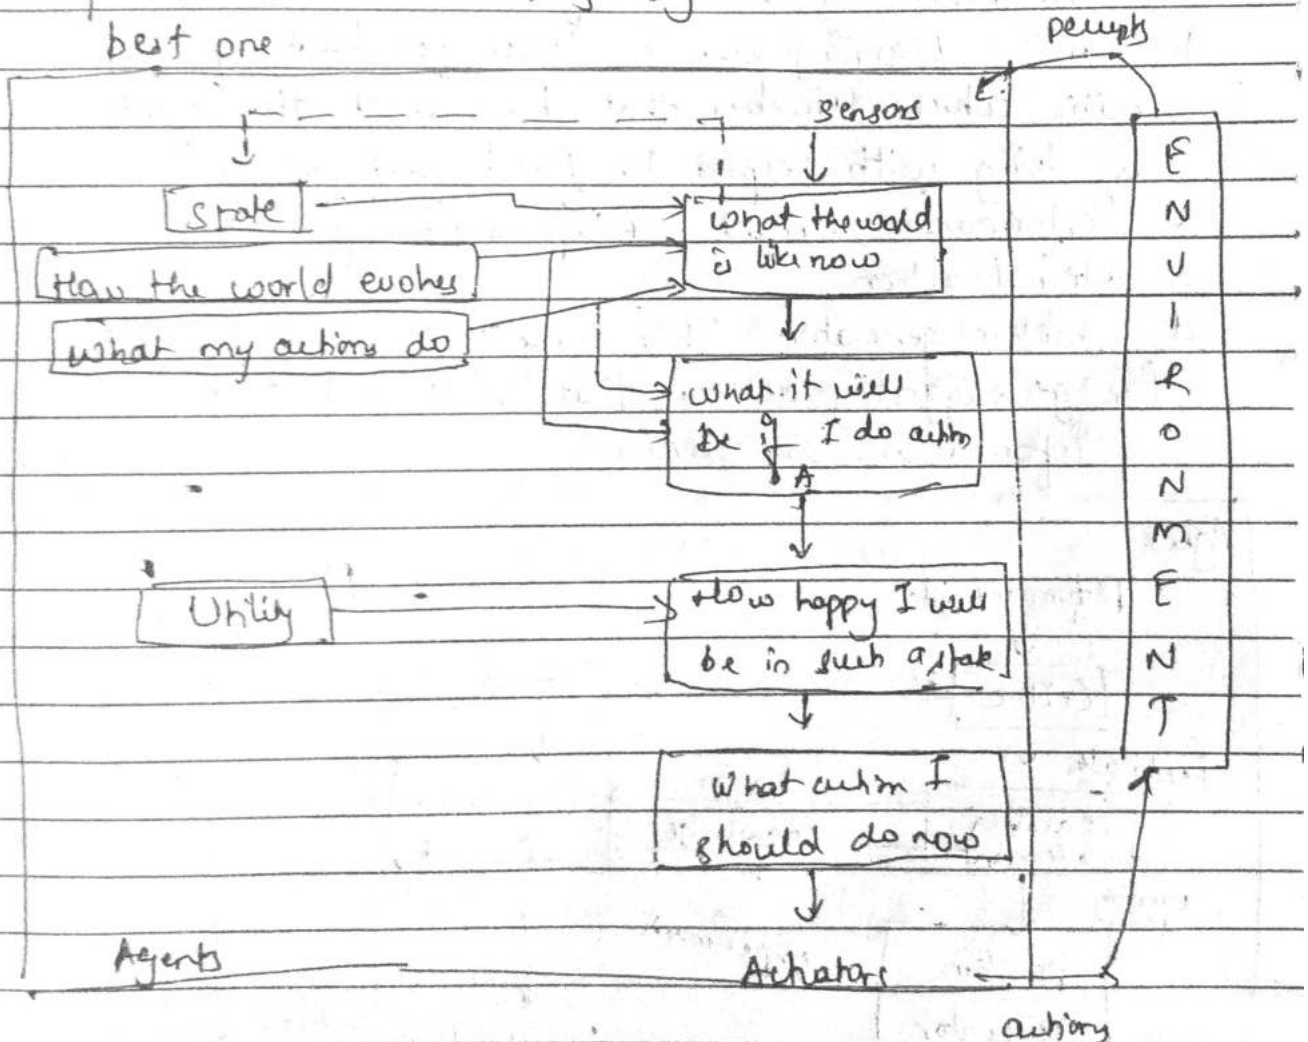 best one
percepts
sensors
State
What the world
is like now
How the world evolves
What my actions do
What it will
be if I do action
A
Utility
How happy I will
be in such a state
What action I
should do now
Agents
Actuators
actions
ENVIRONMENT